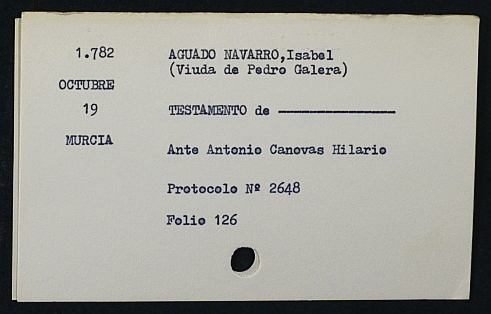 1.782 AGUADO NAVARRO,Isabel
(Viuda de Pedro Galera)
OCTUBRE
19 TESTAMENTO de ----------------
MURCIA
Ante Antonio Canovas Hilario
Protocolo Nº 2648
Folio 126